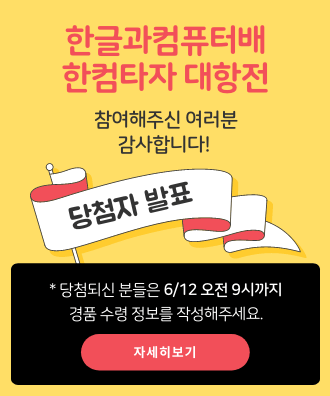 한글과컴퓨터배
한컴타자 대항전
참여해주신 여러분
감사합니다!
당첨자 발표
* 당첨되신 분들은 6/12 오전 9시까지
경품 수령 정보를 작성해주세요.
자세히보기